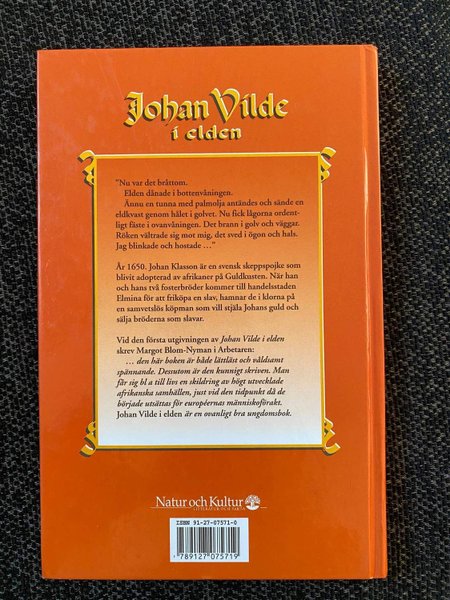 Johan Vilde
i elden
"Nu var det bråttom.
Elden dånade i bottenvåningen.
Ännu en tunna med palmolja antändes och sände en
eldkvast genom hålet i golvet. Nu fick lågorna ordent-
ligt fäste i ovanvåningen. Det brann i golv och väggar.
Röken vältrade sig mot mig, det sved i ögon och hals.
Jag blinkade och hostade ..."
År 1650. Johan Klasson är en svensk skeppspojke som
blivit adopterad av afrikaner på Guldkusten. När han
och hans två fosterbröder kommer till handelsstaden
Elmina för att friköpa en slav, hamnar de i klorna på
en samvetslös köpman som vill stjäla Johans guld och
sälja bröderna som slavar.
Vid den första utgivningen av Johan Vilde i elden
skrev Margot Blom-Nyman i Arbetaren:
... den här boken är både lättläst och våldsamt
spännande. Dessutom är den kunnigt skriven. Man
får sig bl a till livs en skildring av högt utvecklade
afrikanska samhällen, just vid den tidpunkt då de
började utsättas för européernas människoförakt.
Johan Vilde i elden är en ovanligt bra ungdomsbok.
Natur och Kultur
LITTERATUR OCH FAKTA
ISBN 91-27-07571-0
9 789127 075719